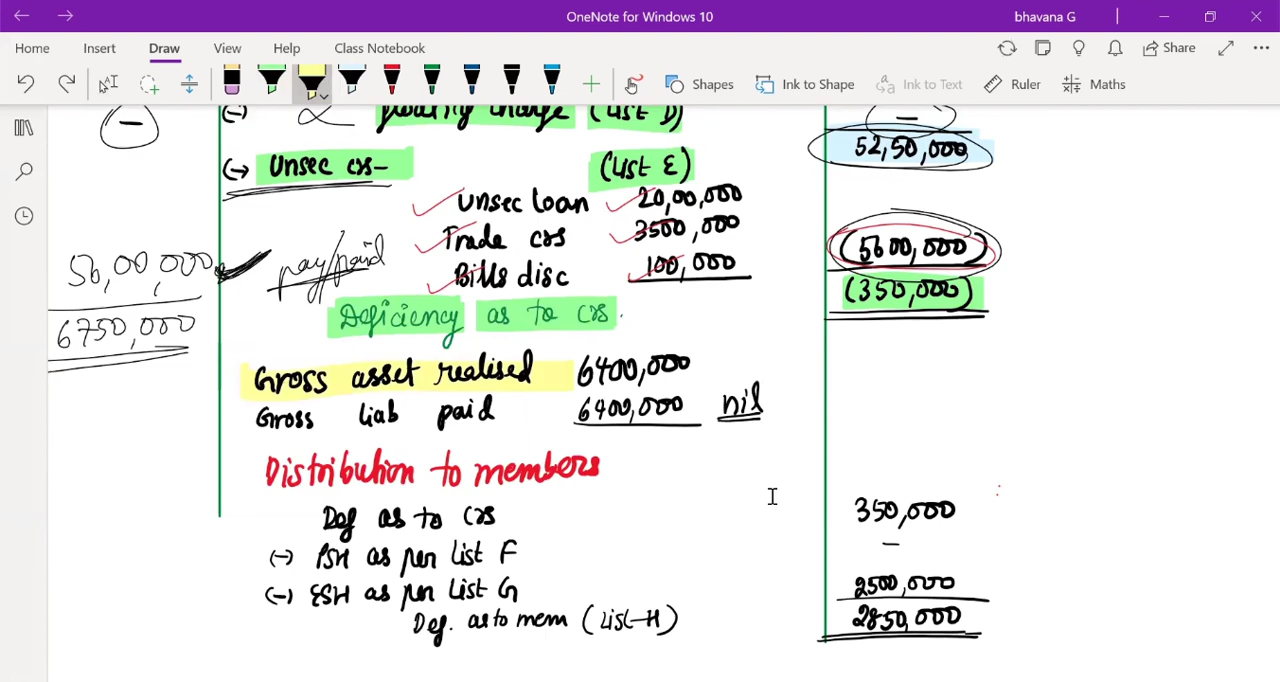 OneNote for Windows 10
bhavana G
Home Insert Draw View Help Class Notebook Share
Shapes Ink to Shape Ink to Text Ruler Maths
(-) charge (List D) -
52,50,000
(-) Unsec crs- (List E)
Unsec loan 20,00,000
Trade crs 3500,000 (5600,000)
56,00,000 pay/paid Bills disc 100,000
6750,000 Deficiency as to crs. (350,000)
Gross asset realised 6400,000
Gross liab paid 6400,000 nil
Distribution to members
Def as to crs 350,000
(-) PSH as per List F -
(-) ESH as per List G 2500,000
Def. as to mem (List-H) 2850,000